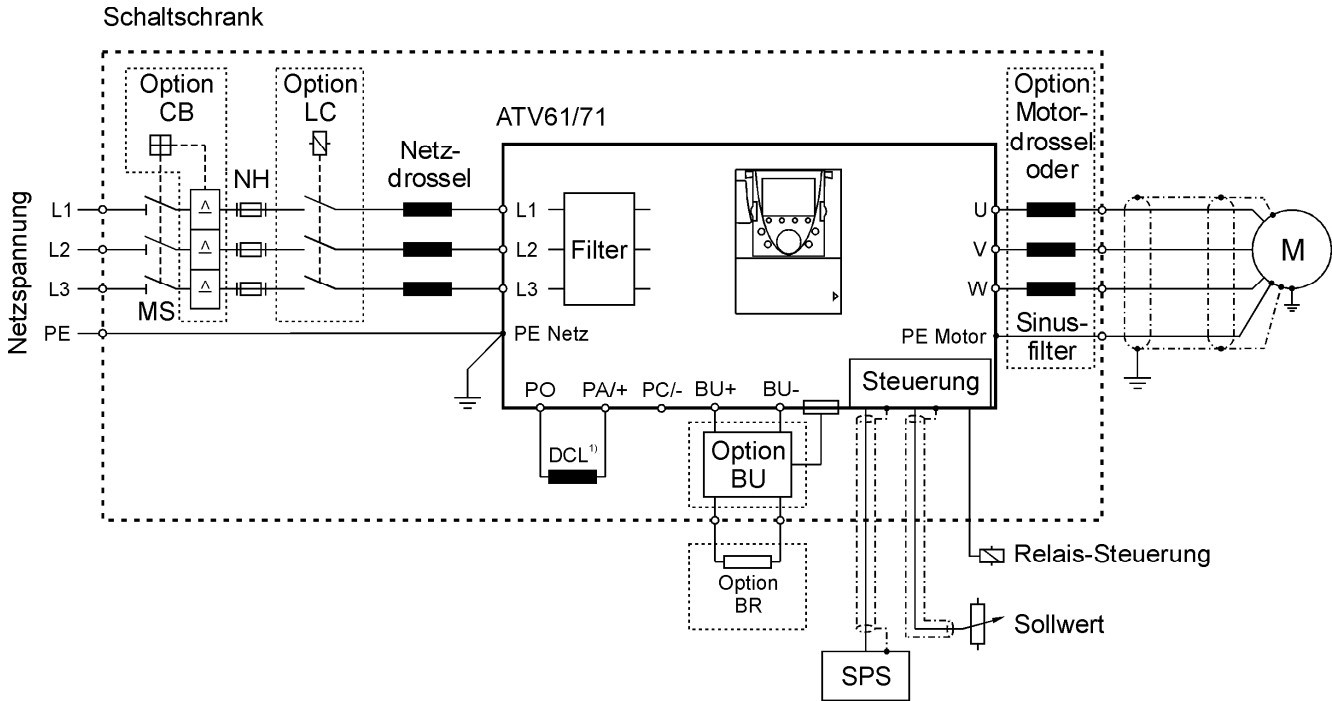 Schaltschrank
Option
CB
Option
LC
ATV61/71
Option
Motor-
drossel
oder
Netz-
drossel
NH
Netzspannung
L1
L2
L3
PE
MS
L1
L2
L3
PE Netz
Filter
U
V
W
PE Motor
Sinus-
filter
M
Steuerung
PO
PA/+
PC/-
BU+
BU-
DCL1)
Option
BU
Option
BR
Relais-Steuerung
Sollwert
SPS